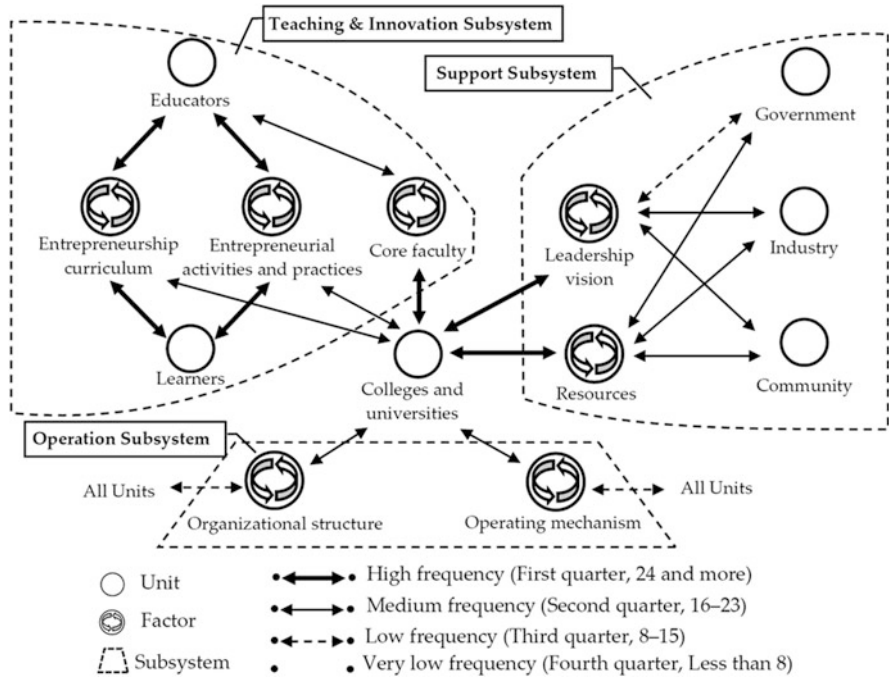 Teaching & Innovation Subsystem
Support Subsystem
Educators
Government
Entrepreneurship
curriculum
Entrepreneurial
activities and practices
Core faculty
Leadership
vision
Industry
Learners
Colleges and
universities
Resources
Community
Operation Subsystem
All Units
Organizational structure
Operating mechanism
All Units
Unit
High frequency (First quarter, 24 and more)
Factor
Medium frequency (Second quarter, 16–23)
Low frequency (Third quarter, 8–15)
Subsystem
Very low frequency (Fourth quarter, Less than 8)